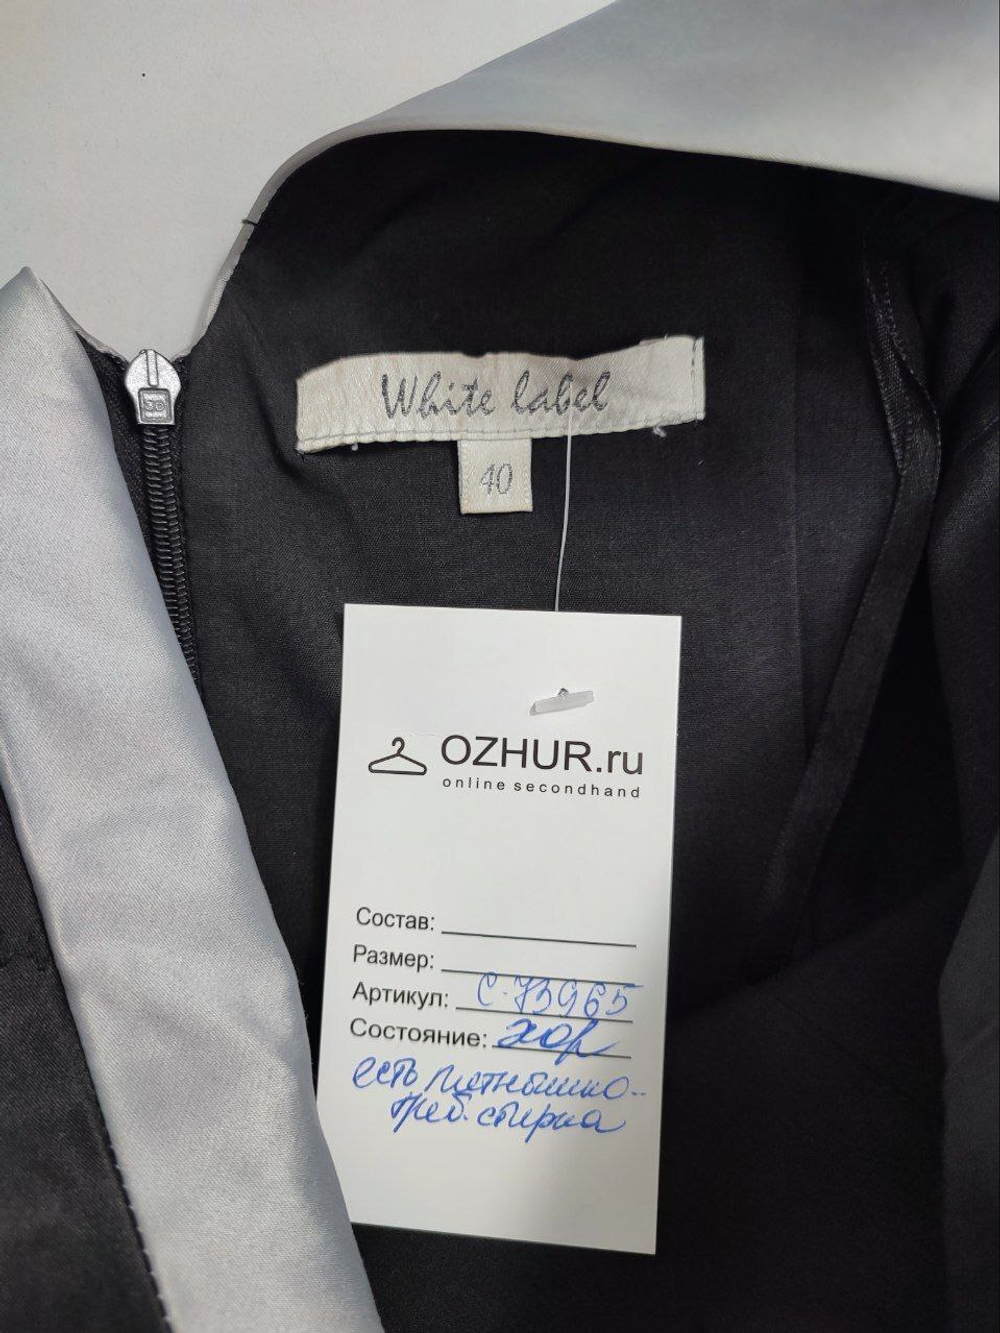 White label
40
OZHUR.ru
online secondhand
Состав:
Размер:
Артикул: С-73965
Состояние: хор
есть пятнышко..
треб. стирка